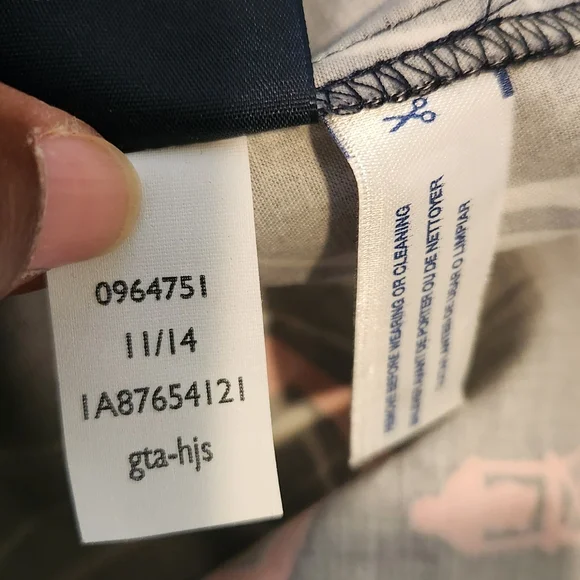 0964751
11/14
1A87654121
gta-hjs
REMOVE BEFORE WEARING OR CLEANING
AVANT DE PORTER OU DE NETTOYER
ANTES DE USAR O LIMPIAR